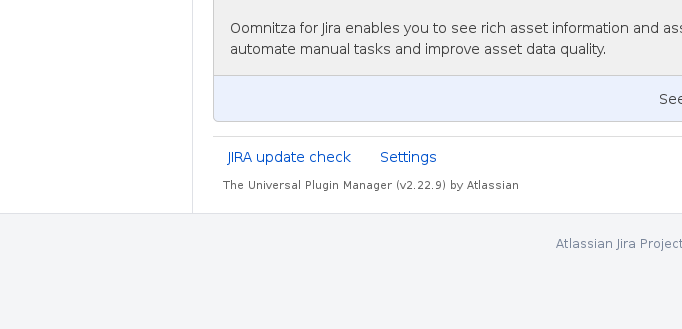 Oomnitza for Jira enables you to see rich asset information and
automate manual tasks and improve asset data quality.
See
JIRA update check Settings
The Universal Plugin Manager (v2.22.9) by Atlassian
Atlassian Jira Project